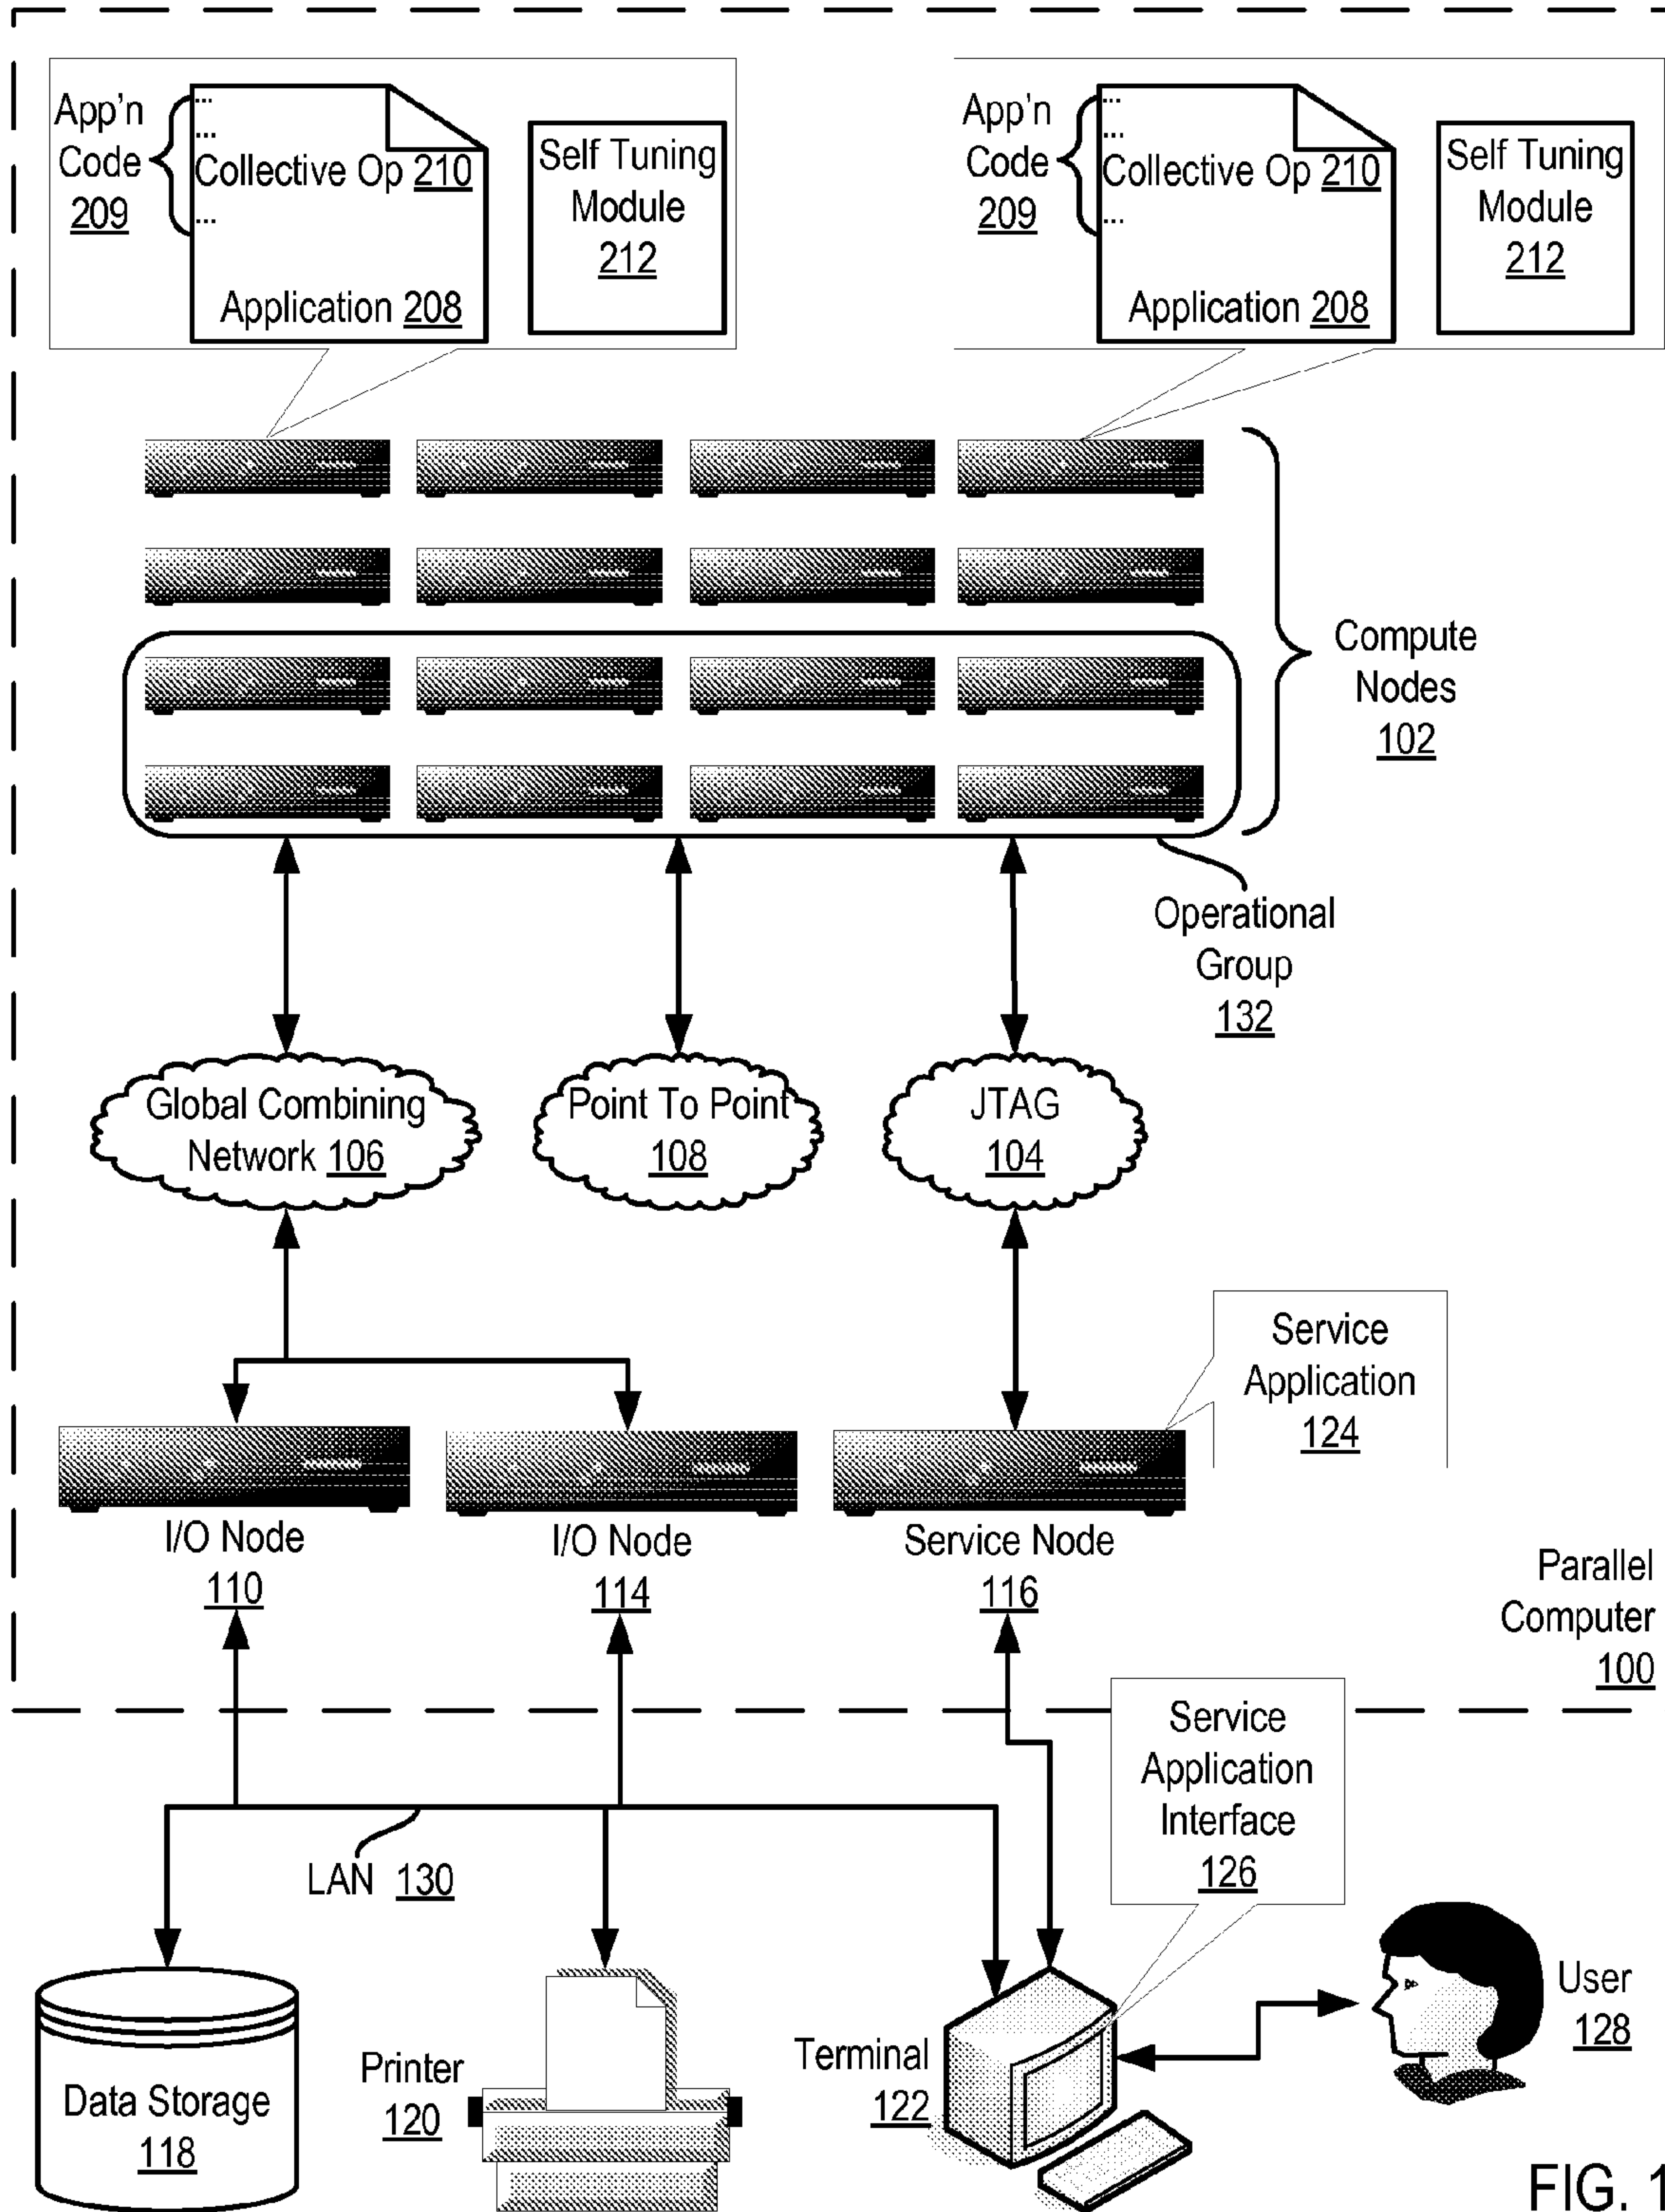 App'n
Code
209
...
...
Collective Op 210
...
Application 208
Self Tuning
Module
212
App'n
Code
209
...
...
Collective Op 210
...
Application 208
Self Tuning
Module
212
Compute
Nodes
102
Operational
Group
132
Global Combining
Network 106
Point To Point
108
JTAG
104
Service
Application
124
I/O Node
110
I/O Node
114
Service Node
116
Parallel
Computer
100
Service
Application
Interface
126
LAN 130
Data Storage
118
Printer
120
Terminal
122
User
128
FIG. 1